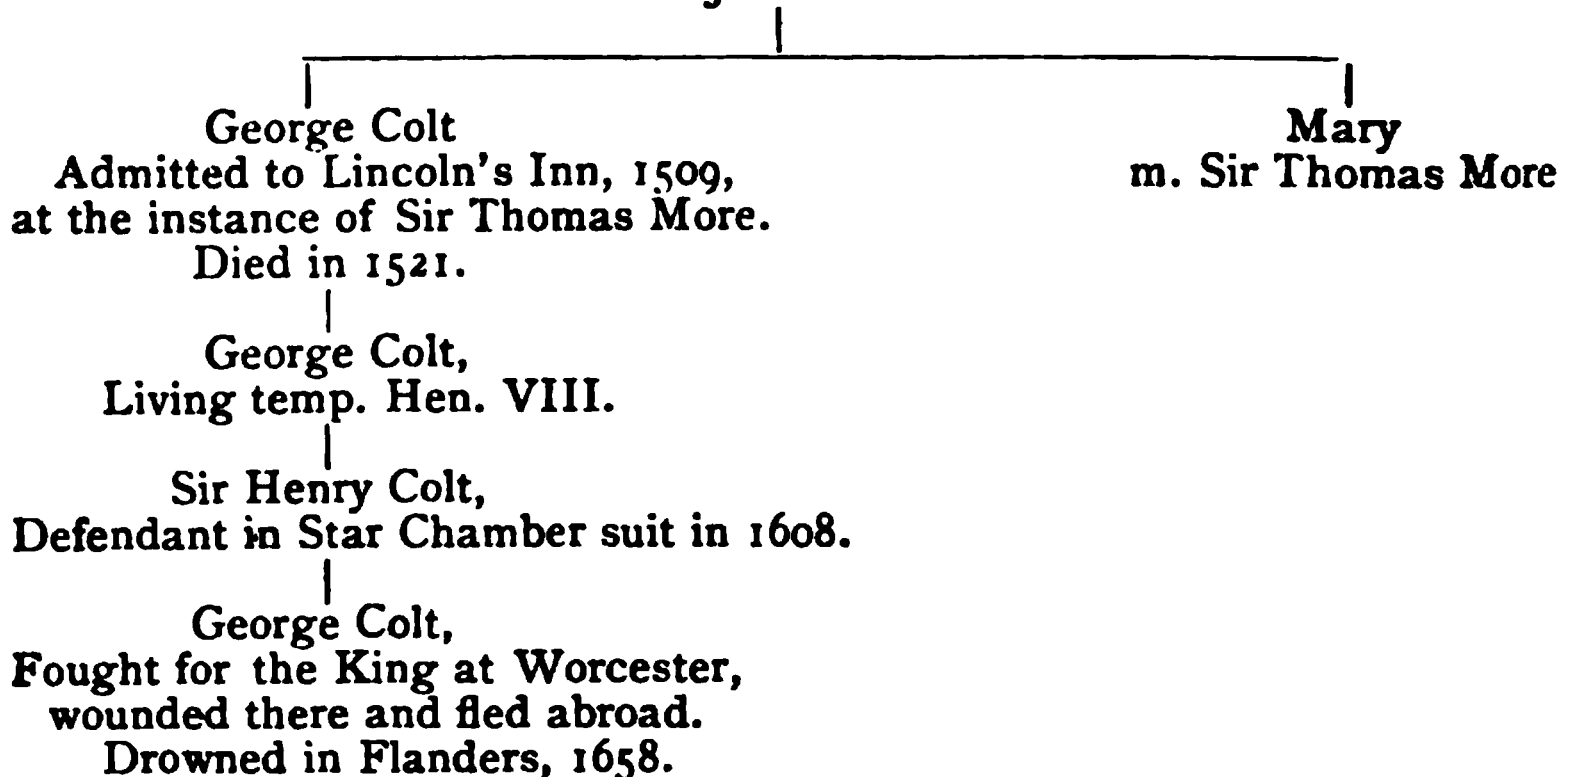 George Colt
Mary
Admitted to Lincoln's Inn, 1509,
m. Sir Thomas More
at the instance of Sir Thomas More.
Died in 1521.
George Colt,
Living temp. Hen. VIII.
Sir Henry Colt,
Defendant in Star Chamber suit in 1608.
George Colt,
Fought for the King at Worcester,
wounded there and fled abroad.
Drowned in Flanders, 1658.